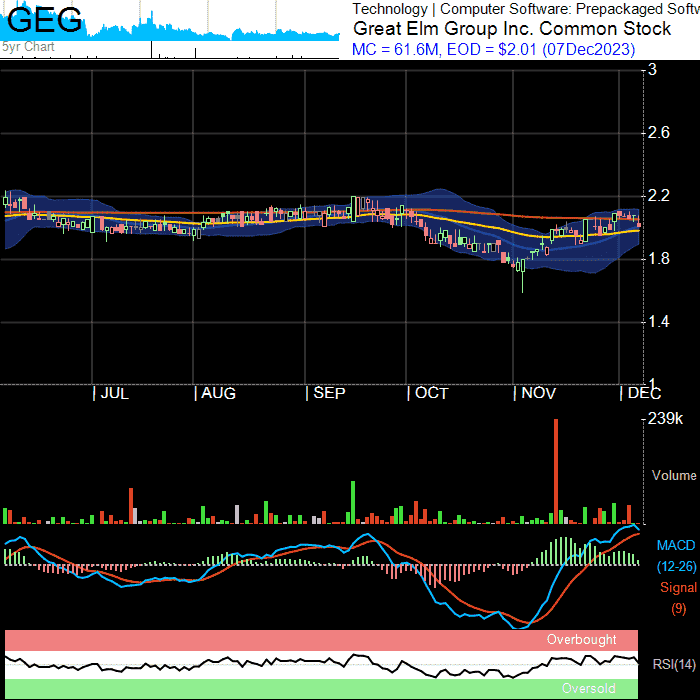 GEG
5yr Chart
Technology | Computer Software: Prepackaged Softw
Great Elm Group Inc. Common Stock
MC = 61.6M, EOD = $2.01 (07Dec2023)
3
2.6
2.2
1.8
1.4
1
JUL
AUG
SEP
OCT
NOV
DEC
239k
Volume
MACD
(12-26)
Signal
(9)
Overbought
RSI(14)
Oversold